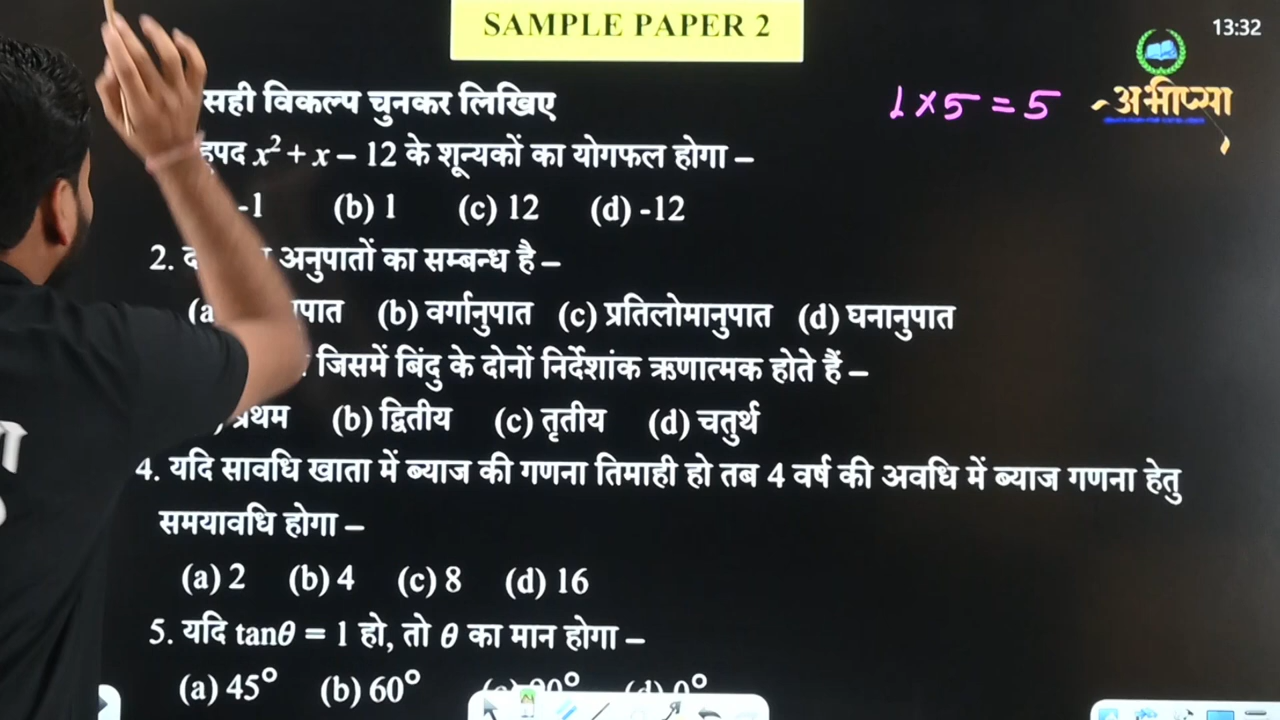 SAMPLE PAPER 2
13:32
सही विकल्प चुनकर लिखिए
1×5=5
अभीप्सा
x² + x – 12 के शून्यकों का योगफल होगा –
-1 (b) 1 (c) 12 (d) -12
2. अनुपातों का सम्बन्ध है –
(b) वर्गानुपात (c) प्रतिलोमानुपात (d) घनानुपात
जिसमें बिंदु के दोनों निर्देशांक ऋणात्मक होते हैं –
प्रथम (b) द्वितीय (c) तृतीय (d) चतुर्थ
4. यदि सावधि खाता में ब्याज की गणना तिमाही हो तब 4 वर्ष की अवधि में ब्याज गणना हेतु
समयावधि होगा –
(a) 2 (b) 4 (c) 8 (d) 16
5. यदि tanθ = 1 हो, तो θ का मान होगा –
(a) 45° (b) 60° (d) 0°